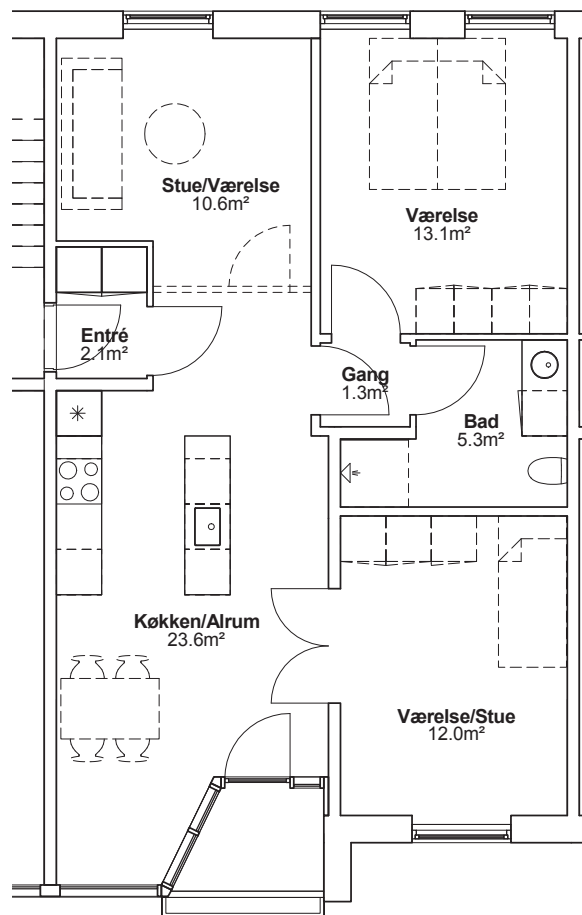 Stue/Værelse
10.6m²
Værelse
13.1m²
Entré
2.1m²
Gang
1.3m²
Bad
5.3m²
Køkken/Alrum
23.6m²
Værelse/Stue
12.0m²